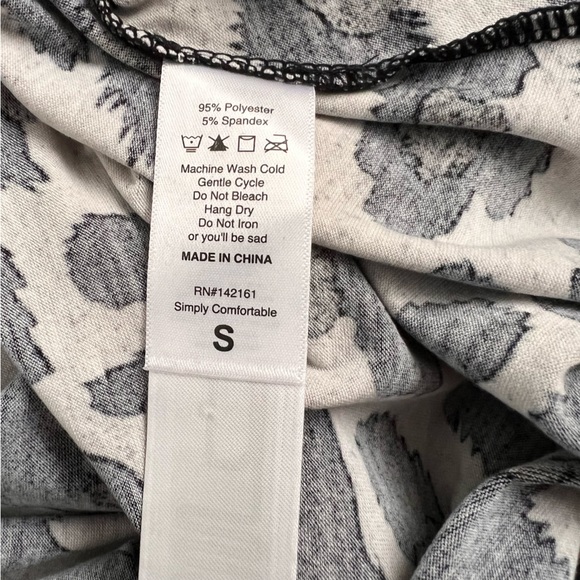 95% Polyester
5% Spandex
Machine Wash Cold
Gentle Cycle
Do Not Bleach
Hang Dry
Do Not Iron
or you'll be sad
MADE IN CHINA
RN#142161
Simply Comfortable
S